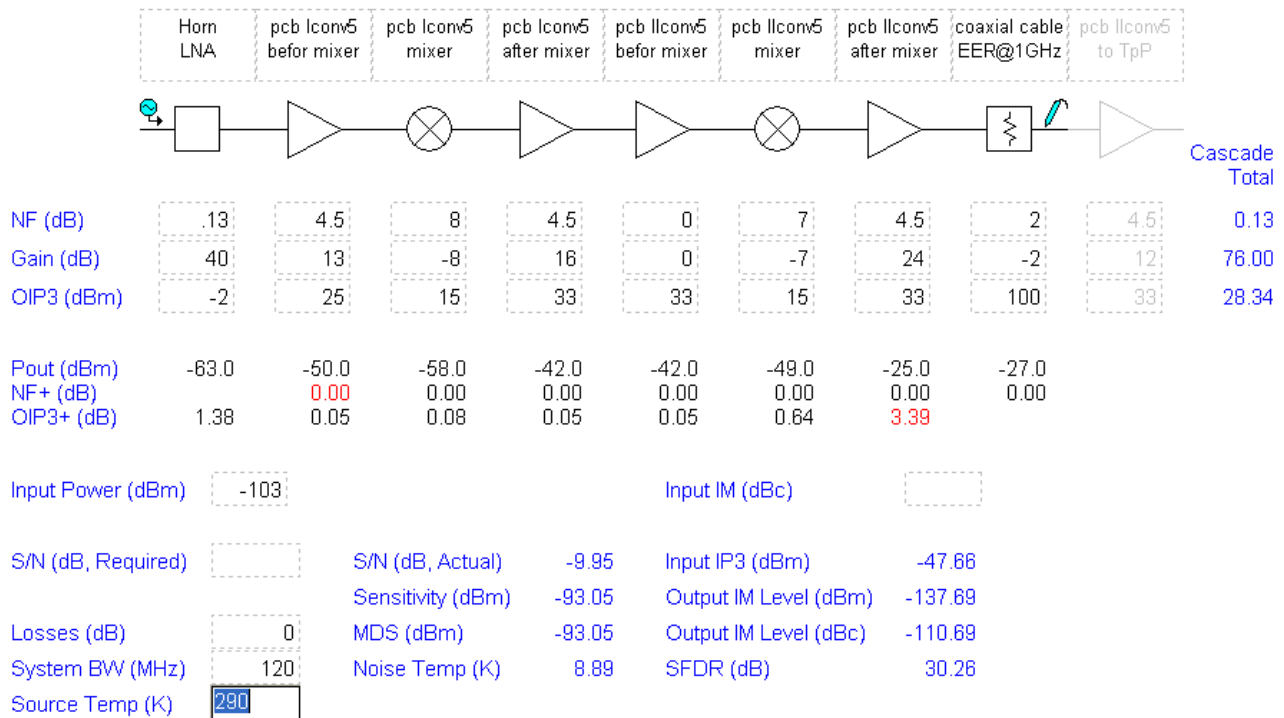 Horn pcb Iconv5 pcb Iconv5 pcb Iconv5 pcb IIconv5 pcb IIconv5 pcb IIconv5 coaxial cable pcb IIconv5
LNA befor mixer mixer after mixer befor mixer mixer after mixer EER@1GHz to TpP
Cascade
Total
NF (dB) .13 4.5 8 4.5 0 7 4.5 2 4.5 0.13
Gain (dB) 40 13 -8 16 0 -7 24 -2 12 76.00
OIP3 (dBm) -2 25 15 33 33 15 33 100 33 28.34
Pout (dBm) -63.0 -50.0 -58.0 -42.0 -42.0 -49.0 -25.0 -27.0
NF+ (dB) 0.00 0.00 0.00 0.00 0.00 0.00 0.00
OIP3+ (dB) 1.38 0.05 0.08 0.05 0.05 0.64 3.39
Input Power (dBm) -103 Input IM (dBc)
S/N (dB, Required) S/N (dB, Actual) -9.95 Input IP3 (dBm) -47.66
Sensitivity (dBm) -93.05 Output IM Level (dBm) -137.69
Losses (dB) 0 MDS (dBm) -93.05 Output IM Level (dBc) -110.69
System BW (MHz) 120 Noise Temp (K) 8.89 SFDR (dB) 30.26
Source Temp (K) 290